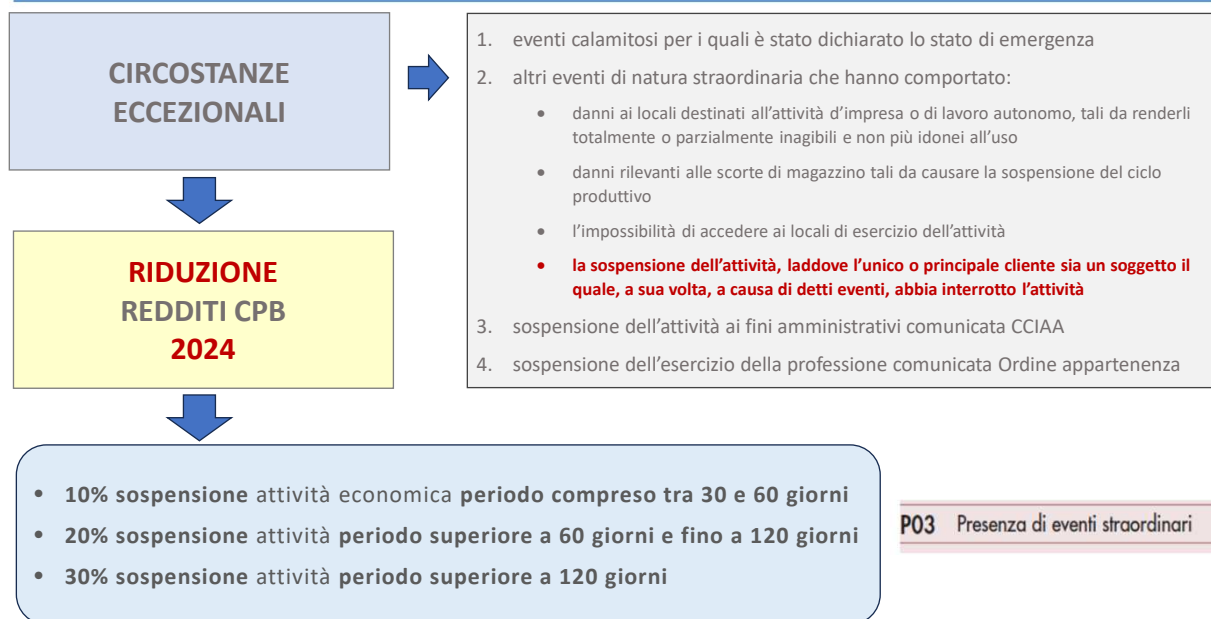 CIRCOSTANZE
ECCEZIONALI
1. eventi calamitosi per i quali è stato dichiarato lo stato di emergenza
2. altri eventi di natura straordinaria che hanno comportato:
• danni ai locali destinati all’attività d’impresa o di lavoro autonomo, tali da renderli
totalmente o parzialmente inagibili e non più idonei all’uso
• danni rilevanti alle scorte di magazzino tali da causare la sospensione del ciclo
produttivo
• l’impossibilità di accedere ai locali di esercizio dell’attività
• la sospensione dell’attività, laddove l’unico o principale cliente sia un soggetto il
quale, a sua volta, a causa di detti eventi, abbia interrotto l’attività
3. sospensione dell’attività ai fini amministrativi comunicata CCIAA
4. sospensione dell’esercizio della professione comunicata Ordine appartenenza
RIDUZIONE
REDDITI CPB
2024
• 10% sospensione attività economica periodo compreso tra 30 e 60 giorni
• 20% sospensione attività periodo superiore a 60 giorni e fino a 120 giorni
• 30% sospensione attività periodo superiore a 120 giorni
P03 Presenza di eventi straordinari